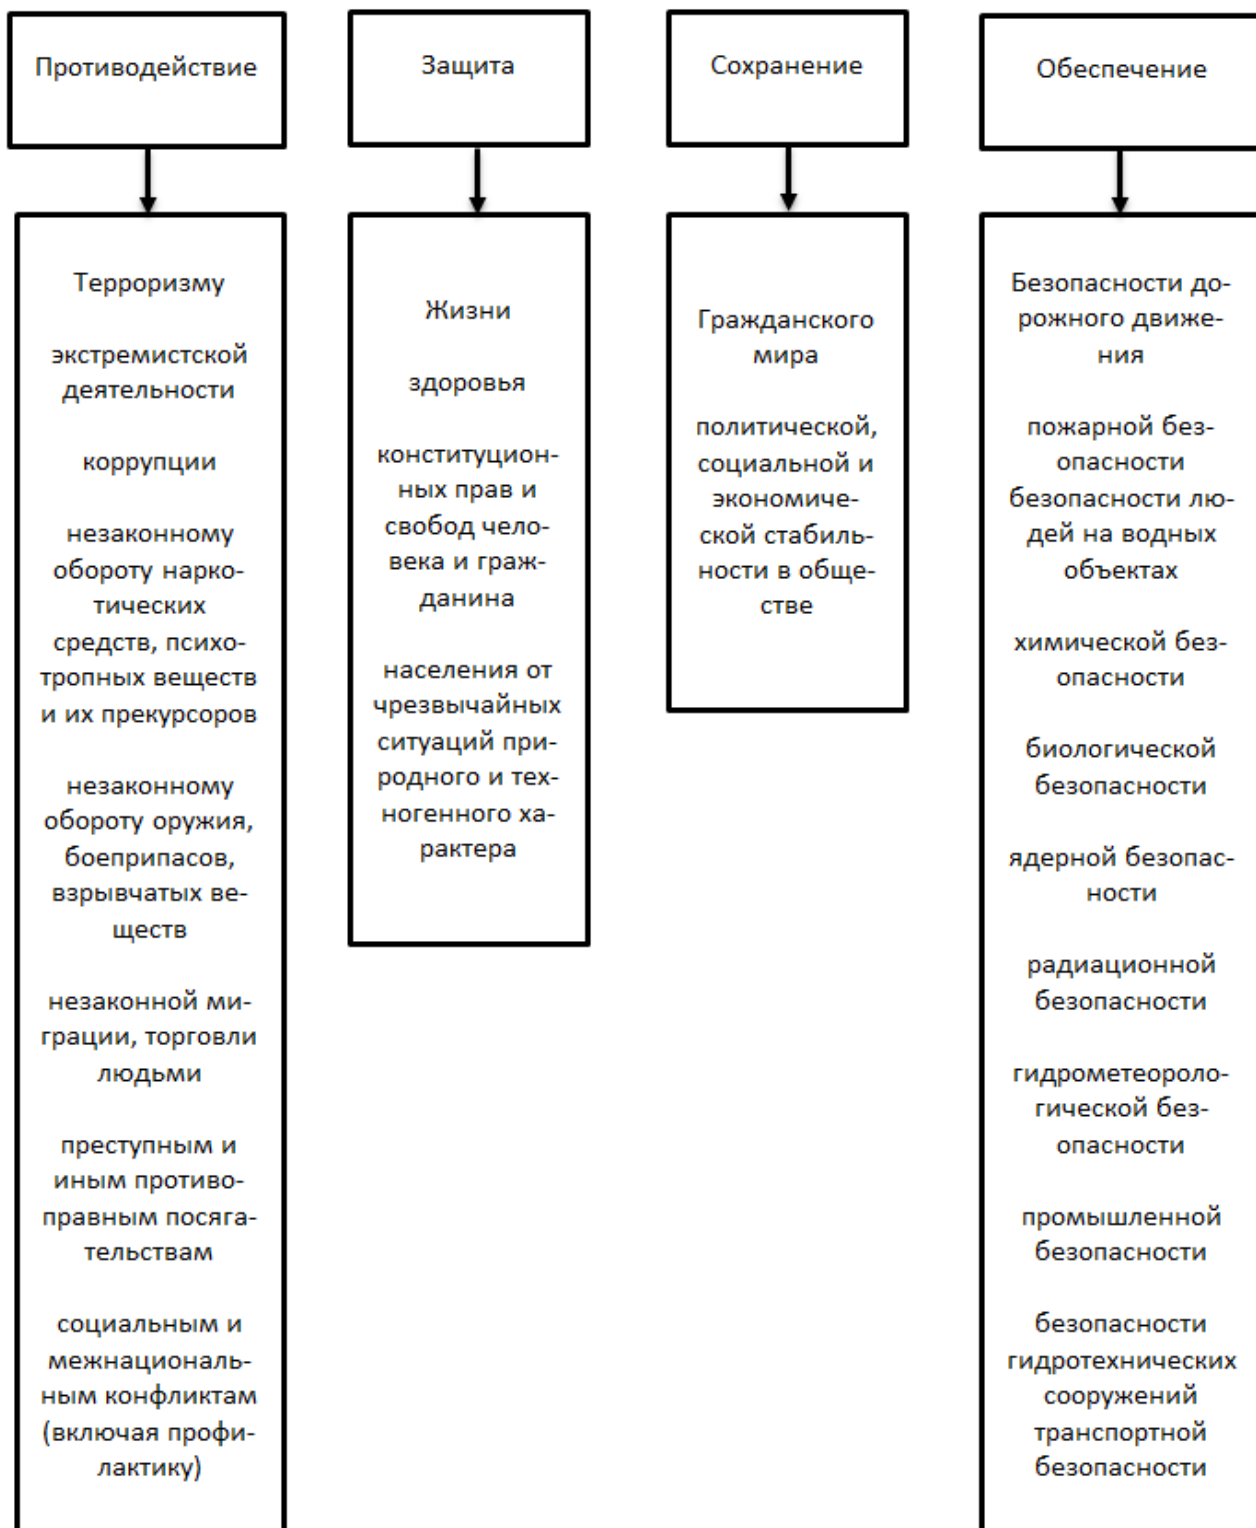 Противодействие
Защита
Сохранение
Обеспечение
Терроризму
экстремистской
деятельности
коррупции
незаконному
обороту нарко-
тических
средств, психо-
тропных веществ
и их прекурсоров
незаконному
обороту оружия,
боеприпасов,
взрывчатых ве-
ществ
незаконной ми-
грации, торговли
людьми
преступным и
иным противо-
правным посяга-
тельствам
социальным и
межнациональ-
ным конфликтам
(включая профи-
лактику)
Жизни
здоровья
конституцион-
ных прав и
свобод чело-
века и граж-
данина
населения от
чрезвычайных
ситуаций при-
родного и тех-
ногенного ха-
рактера
Гражданского
мира
политической,
социальной и
экономиче-
ской стабиль-
ности в обще-
стве
Безопасности до-
рожного движе-
ния
пожарной без-
опасности
безопасности лю-
дей на водных
объектах
химической без-
опасности
биологической
безопасности
ядерной безопас-
ности
радиационной
безопасности
гидрометеороло-
гической без-
опасности
промышленной
безопасности
безопасности
гидротехнических
сооружений
транспортной
безопасности